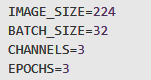 IMAGE_SIZE=224
BATCH_SIZE=32
CHANNELS=3
EPOCHS=3